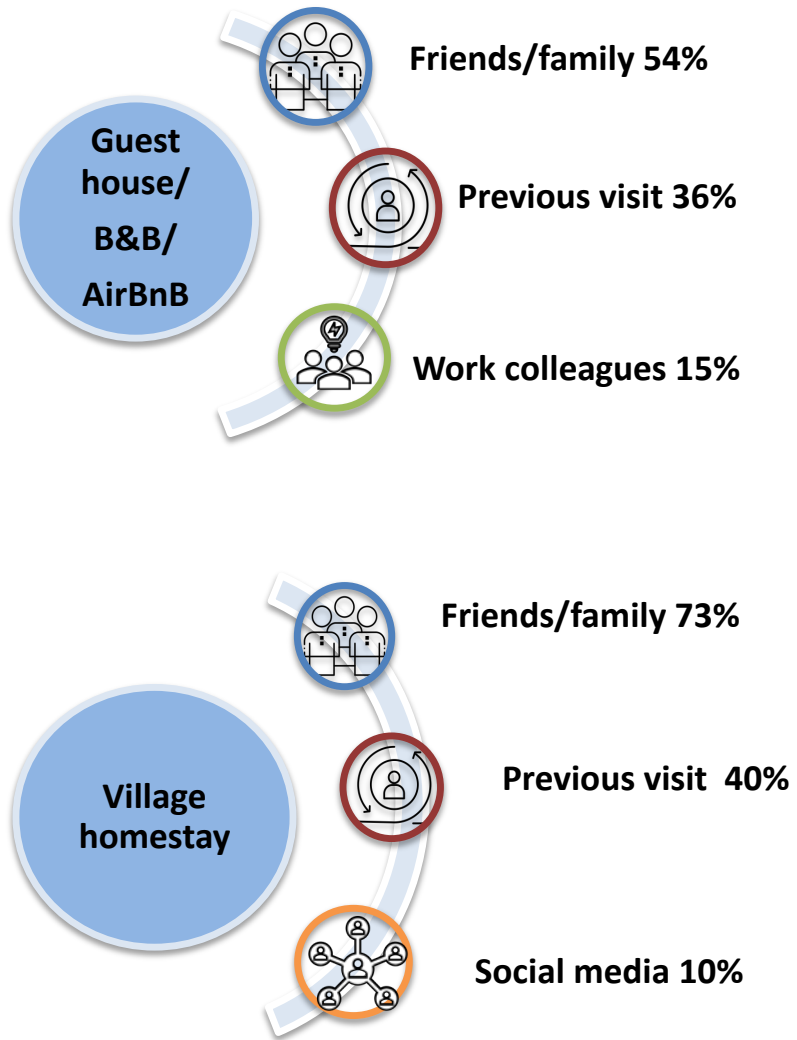 Friends/family 54%
Guest
house/
B&B/
AirBnB
Previous visit 36%
Work colleagues 15%
Friends/family 73%
Village
homestay
Previous visit  40%
Social media 10%